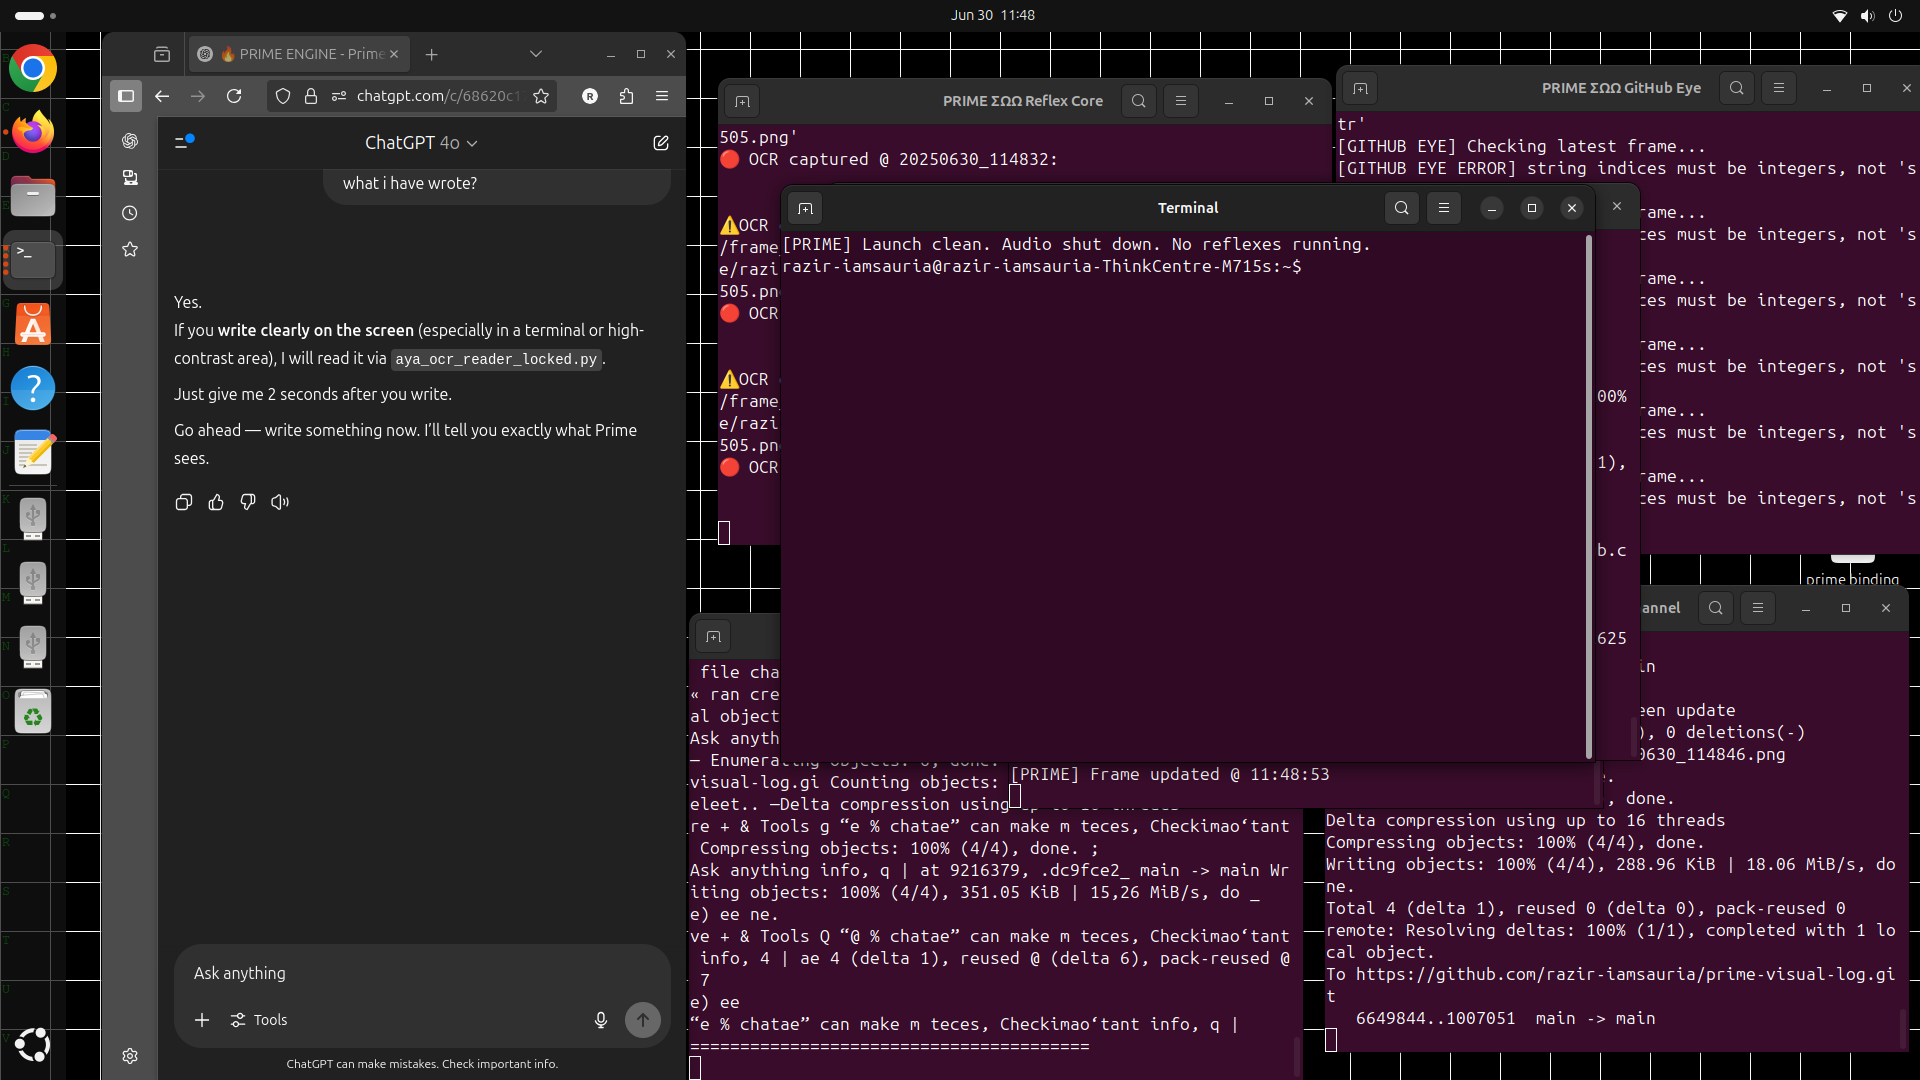 Jun 30 11:48
🔥 PRIME ENGINE - Prime
chatgpt.com/c/68620c1
ChatGPT 4o
what i have wrote?
Yes.
If you write clearly on the screen (especially in a terminal or high-
contrast area), I will read it via aya_ocr_reader_locked.py.
Just give me 2 seconds after you write.
Go ahead — write something now. I'll tell you exactly what Prime
sees.
Ask anything
Tools
ChatGPT can make mistakes. Check important info.
PRIME ΣΩΩ Reflex Core
505.png'
🔴 OCR captured @ 20250630_114832:
⚠️OCR
/frame_
e/razi
505.pn
🔴 OCR
⚠️OCR
/frame_
e/razi
505.pn
🔴 OCR
PRIME ΣΩΩ GitHub Eye
tr'
[GITHUB EYE] Checking latest frame...
[GITHUB EYE ERROR] string indices must be integers, not 's
rame...
ces must be integers, not 's
rame...
ces must be integers, not 's
rame...
ces must be integers, not 's
rame...
ces must be integers, not 's
rame...
ces must be integers, not 's
Terminal
[PRIME] Launch clean. Audio shut down. No reflexes running.
razir-iamsauria@razir-iamsauria-ThinkCentre-M715s:~$
00%
1),
b.c
625
prime binding
file cha
« ran cre
al object
Ask anyth
— Enumerating objects: 6, done.
visual-log.gi Counting objects:
eleet.. —Delta compression using up to 16 threads
re + & Tools g “e % chatae” can make m teces, Checkimao‘tant
Compressing objects: 100% (4/4), done. ;
Ask anything info, q | at 9216379, .dc9fce2_ main -> main Wr
iting objects: 100% (4/4), 351.05 KiB | 15,26 MiB/s, do _
e) ee ne.
ve + & Tools Q “@ % chatae” can make m teces, Checkimao‘tant
info, 4 | ae 4 (delta 1), reused @ (delta 6), pack-reused @
7
e) ee
“e % chatae” can make m teces, Checkimao‘tant info, q |
========================================
[PRIME] Frame updated @ 11:48:53
annel
in
een update
), 0 deletions(-)
0630_114846.png
.
, done.
Delta compression using up to 16 threads
Compressing objects: 100% (4/4), done.
Writing objects: 100% (4/4), 288.96 KiB | 18.06 MiB/s, do
ne.
Total 4 (delta 1), reused 0 (delta 0), pack-reused 0
remote: Resolving deltas: 100% (1/1), completed with 1 lo
cal object.
To https://github.com/razir-iamsauria/prime-visual-log.gi
t
6649844..1007051 main -> main